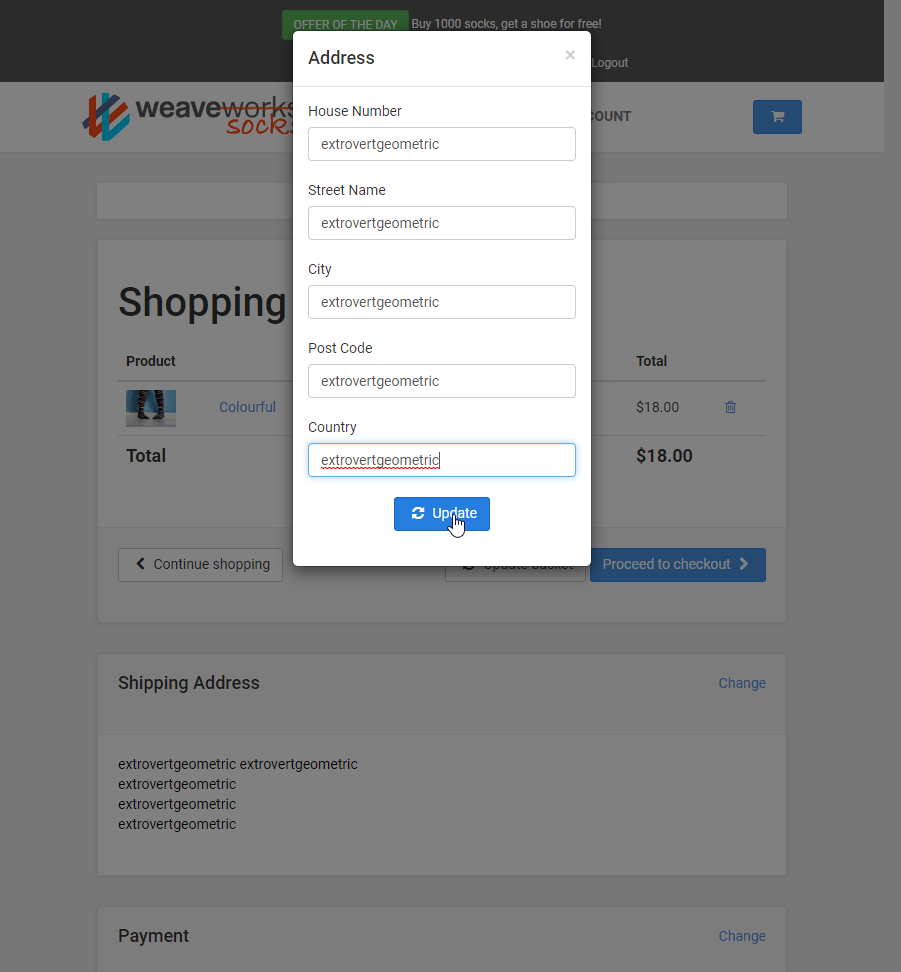 OFFER OF THE DAY Buy 1000 socks, get a shoe for free!
Logout
Address ×
weaveworks
socks
COUNT
House Number
extrovertgeometric
Street Name
extrovertgeometric
City
extrovertgeometric
Post Code
extrovertgeometric
Country
extrovertgeometric
Update
Shopping
Product Total
Colourful $18.00
Total $18.00
Continue shopping Update basket Proceed to checkout
Shipping Address Change
extrovertgeometric extrovertgeometric
extrovertgeometric
extrovertgeometric
extrovertgeometric
Payment Change